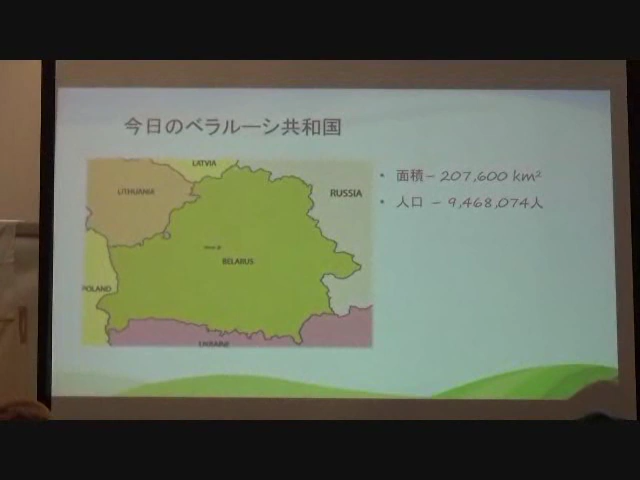 今日のベラルーシ共和国
LATVIA
LITHUANIA
RUSSIA
BELARUS
POLAND
UKRAINE
• 面積 – 207,600 km²
• 人口 – 9,468,074人